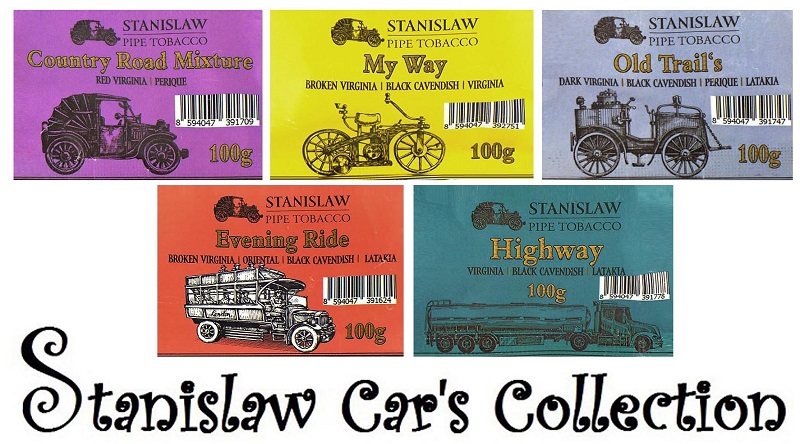 STANISLAW
PIPE TOBACCO
Country Road Mixture
RED VIRGINIA | PERIQUE
8 594047 391709
100g
STANISLAW
PIPE TOBACCO
My Way
BROKEN VIRGINIA | BLACK CAVENDISH | VIRGINIA
8 594047 392751
100g
STANISLAW
PIPE TOBACCO
Old Trail's
DARK VIRGINIA | BLACK CAVENDISH | PERIQUE | LATAKIA
8 594047 391747
100g
STANISLAW
PIPE TOBACCO
Evening Ride
BROKEN VIRGINIA | ORIENTAL | BLACK CAVENDISH | LATAKIA
8 594047 391624
100g
STANISLAW
PIPE TOBACCO
Highway
VIRGINIA | BLACK CAVENDISH | LATAKIA
100g
8 594047 391778
Stanislaw Car's Collection